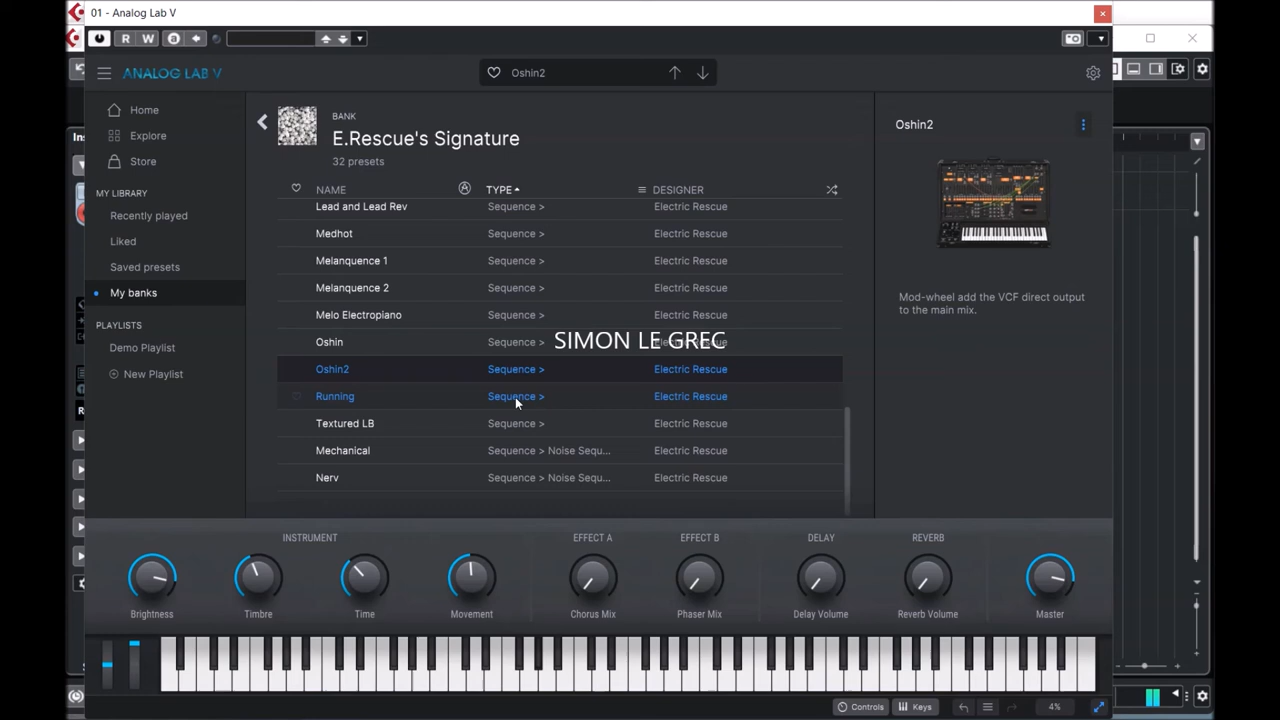 01 - Analog Lab V
R W a
ANALOG LAB V
Oshin2
Home
Explore
Store
MY LIBRARY
Recently played
Liked
Saved presets
My banks
PLAYLISTS
Demo Playlist
New Playlist
BANK
E.Rescue's Signature
32 presets
NAME TYPE DESIGNER
Lead and Lead Rev Sequence > Electric Rescue
Medhot Sequence > Electric Rescue
Melanquence 1 Sequence > Electric Rescue
Melanquence 2 Sequence > Electric Rescue
Melo Electropiano Sequence > Electric Rescue
Oshin Sequence > Electric Rescue
SIMON LE GREC
Oshin2 Sequence > Electric Rescue
Running Sequence > Electric Rescue
Textured LB Sequence > Electric Rescue
Mechanical Sequence > Noise Sequ... Electric Rescue
Nerv Sequence > Noise Sequ... Electric Rescue
Oshin2
Mod-wheel add the VCF direct output
to the main mix.
Ins
R
INSTRUMENT EFFECT A EFFECT B DELAY REVERB
Brightness Timbre Time Movement Chorus Mix Phaser Mix Delay Volume Reverb Volume Master
Controls Keys 4%